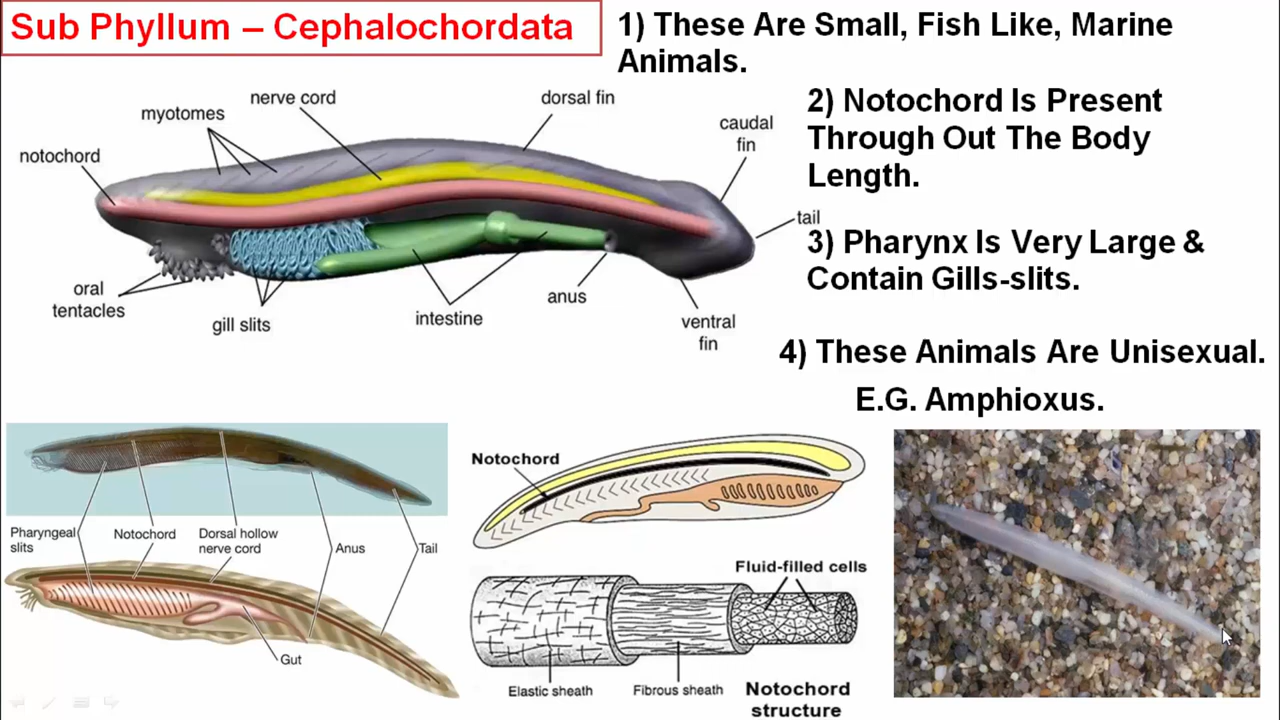 Sub Phyllum – Cephalochordata
1) These Are Small, Fish Like, Marine
Animals.
2) Notochord Is Present
Through Out The Body
Length.
3) Pharynx Is Very Large &
Contain Gills-slits.
4) These Animals Are Unisexual.
E.G. Amphioxus.
nerve cord
dorsal fin
myotomes
caudal
fin
notochord
tail
oral
tentacles
gill slits
intestine
anus
ventral
fin
Pharyngeal
slits
Notochord
Dorsal hollow
nerve cord
Anus
Tail
Gut
Notochord
Fluid-filled cells
Elastic sheath
Fibrous sheath
Notochord
structure